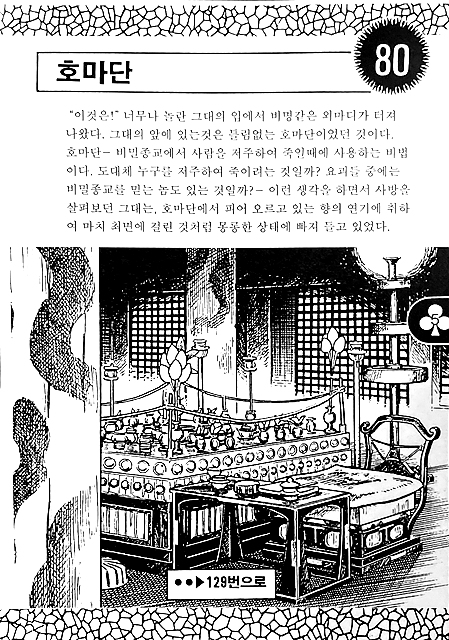 호마단
80
"이것은!" 너무나 놀란 그대의 입에서 비명같은 외마디가 터져
나왔다. 그대의 앞에 있는것은 틀림없는 호마단이었던 것이다.
호마단— 비밀종교에서 사람을 저주하여 죽일때에 사용하는 비법
이다. 도대체 누구를 저주하여 죽이려는 것일까? 요괴들 중에는
비밀종교를 믿는 놈도 있는 것일까?— 이런 생각을 하면서 사방을
살펴보던 그대는, 호마단에서 피어 오르고 있는 향의 연기에 취하
여 마치 최면에 걸린 것처럼 몽롱한 상태에 빠지 들고 있었다.
••▶129번으로